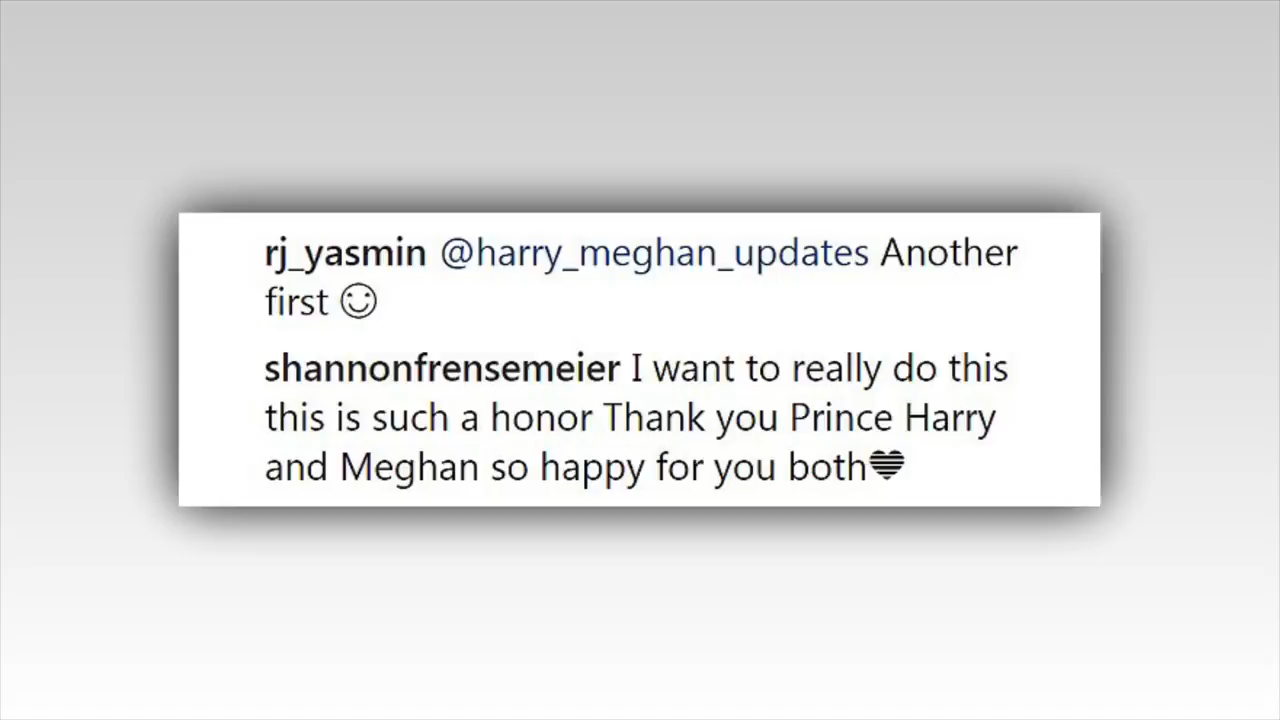 rj_yasmin @harry_meghan_updates Another
first ☺
shannonfrensemeier I want to really do this
this is such a honor Thank you Prince Harry
and Meghan so happy for you both♥